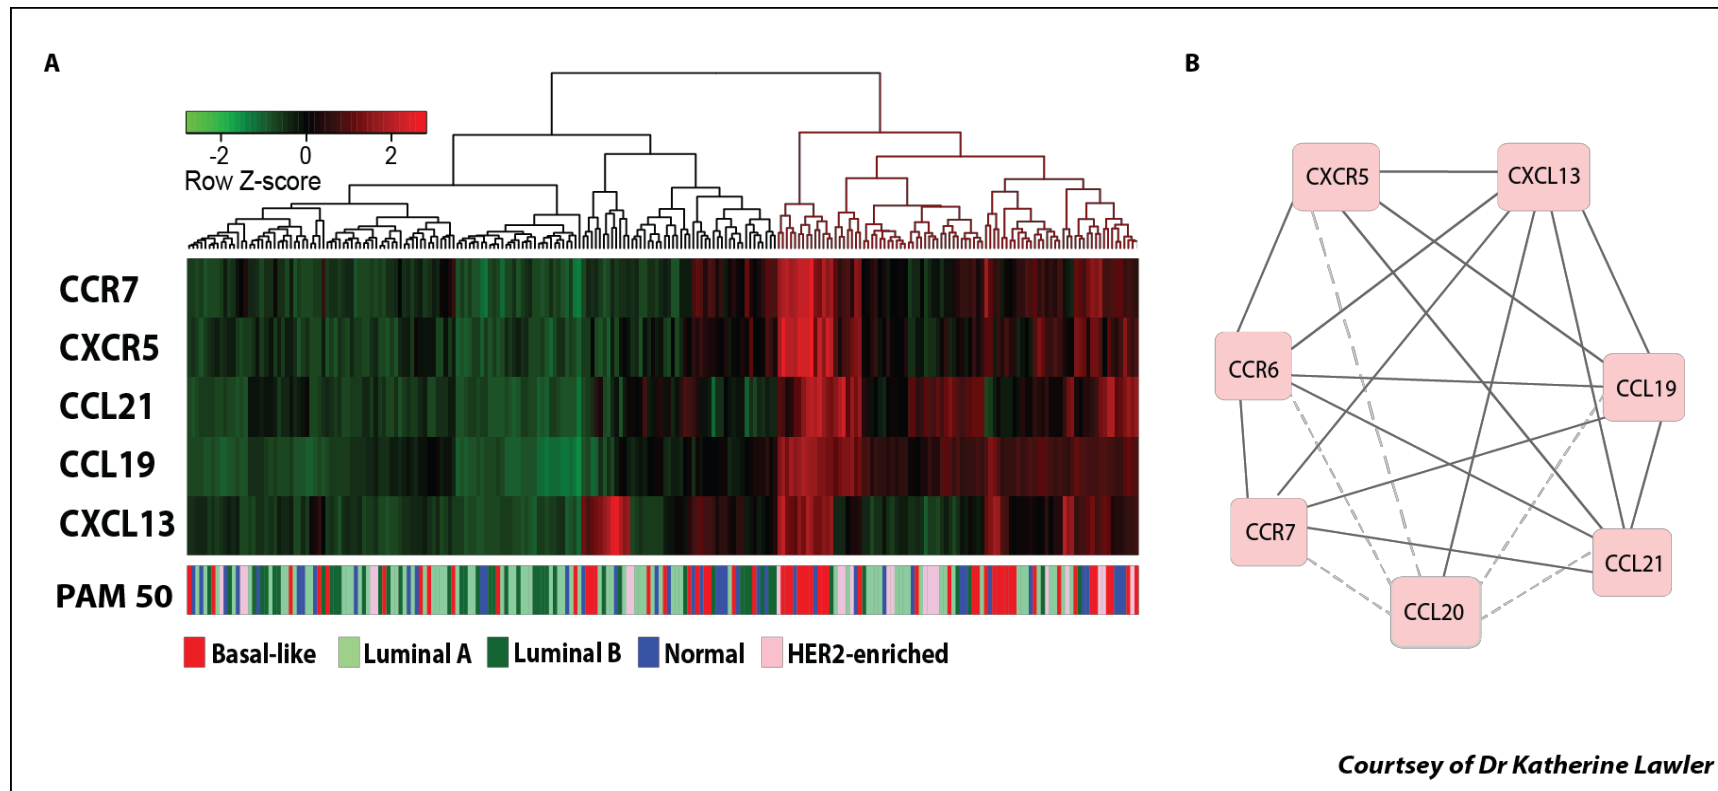 A
B
-2 0 2
Row Z-score
CCR7
CXCR5
CCL21
CCL19
CXCL13
PAM 50
Basal-like Luminal A Luminal B Normal HER2-enriched
CXCR5 CXCL13
CCR6 CCL19
CCR7 CCL21
CCL20
Courtsey of Dr Katherine Lawler